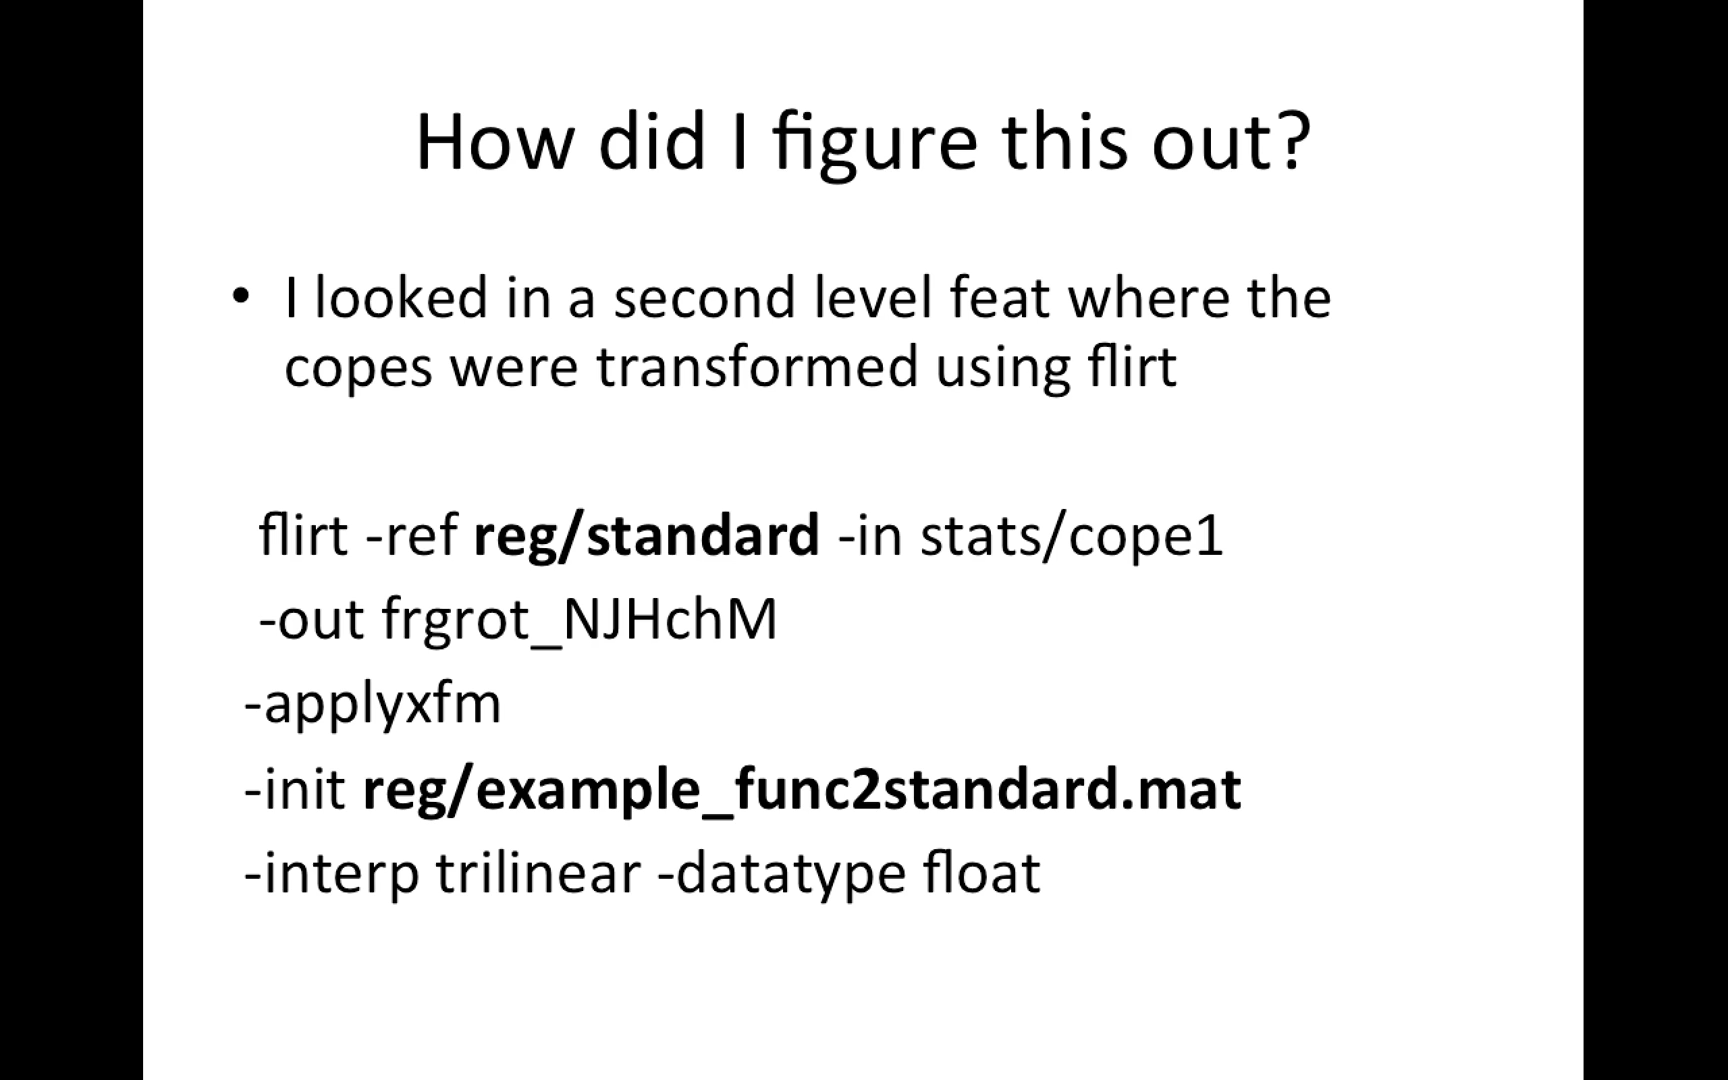 How did I figure this out?
• I looked in a second level feat where the
copes were transformed using flirt
flirt -ref reg/standard -in stats/cope1
-out frgrot_NJHchM
-applyxfm
-init reg/example_func2standard.mat
-interp trilinear -datatype float